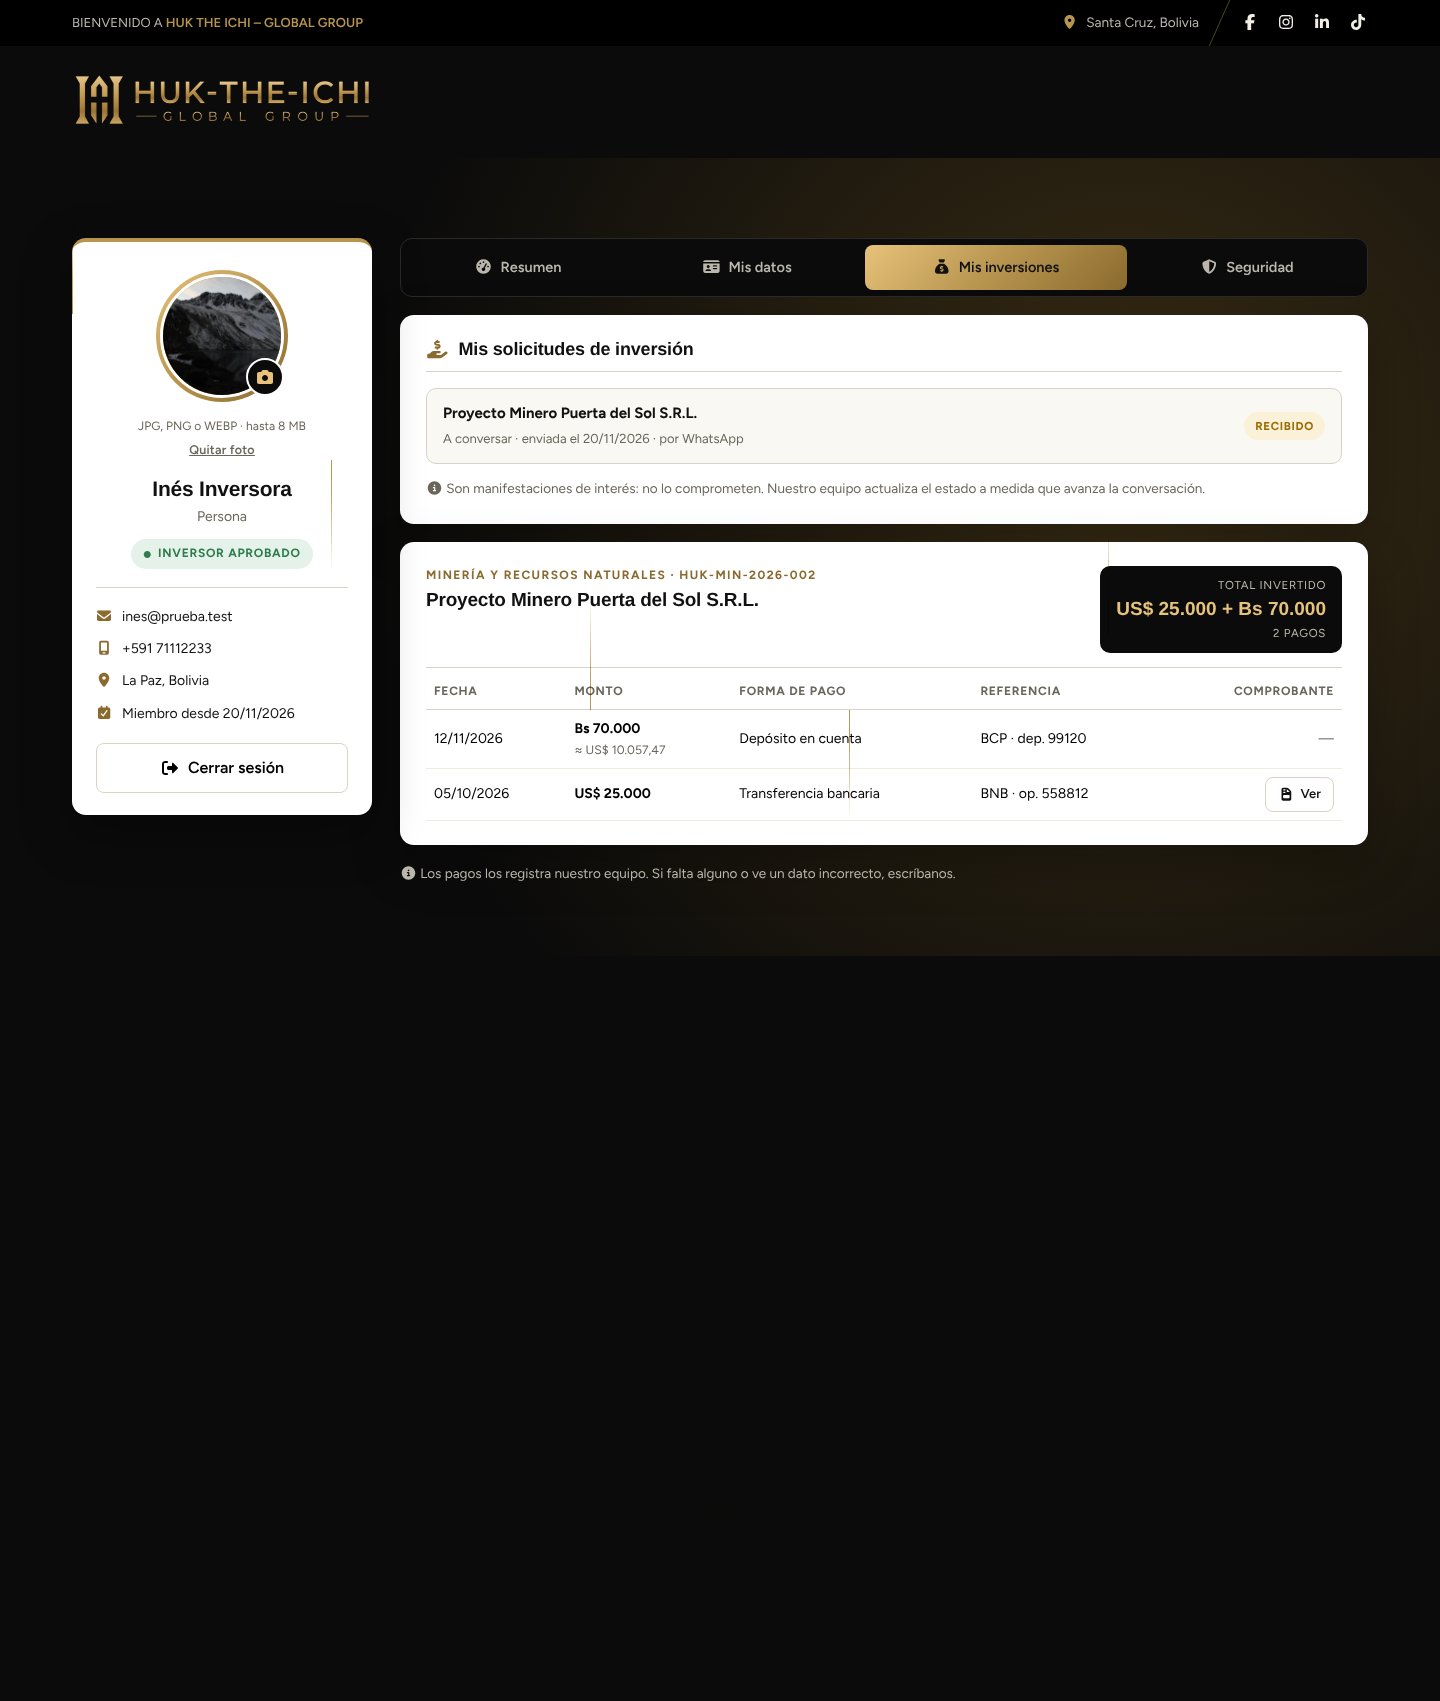 BIENVENIDO A HUK THE ICHI – GLOBAL GROUP
Santa Cruz, Bolivia
HUK-THE-ICHI
GLOBAL GROUP
JPG, PNG o WEBP · hasta 8 MB
Quitar foto
Inés Inversora
Persona
INVERSOR APROBADO
ines@prueba.test
+591 71112233
La Paz, Bolivia
Miembro desde 20/11/2026
Cerrar sesión
Resumen
Mis datos
Mis inversiones
Seguridad
Mis solicitudes de inversión
Proyecto Minero Puerta del Sol S.R.L.
A conversar · enviada el 20/11/2026 · por WhatsApp
RECIBIDO
Son manifestaciones de interés: no lo comprometen. Nuestro equipo actualiza el estado a medida que avanza la conversación.
MINERÍA Y RECURSOS NATURALES · HUK-MIN-2026-002
Proyecto Minero Puerta del Sol S.R.L.
TOTAL INVERTIDO
US$ 25.000 + Bs 70.000
2 PAGOS
FECHA MONTO FORMA DE PAGO REFERENCIA COMPROBANTE
12/11/2026 Bs 70.000 Depósito en cuenta BCP · dep. 99120 —
≈ US$ 10.057,47
05/10/2026 US$ 25.000 Transferencia bancaria BNB · op. 558812 Ver
Los pagos los registra nuestro equipo. Si falta alguno o ve un dato incorrecto, escríbanos.